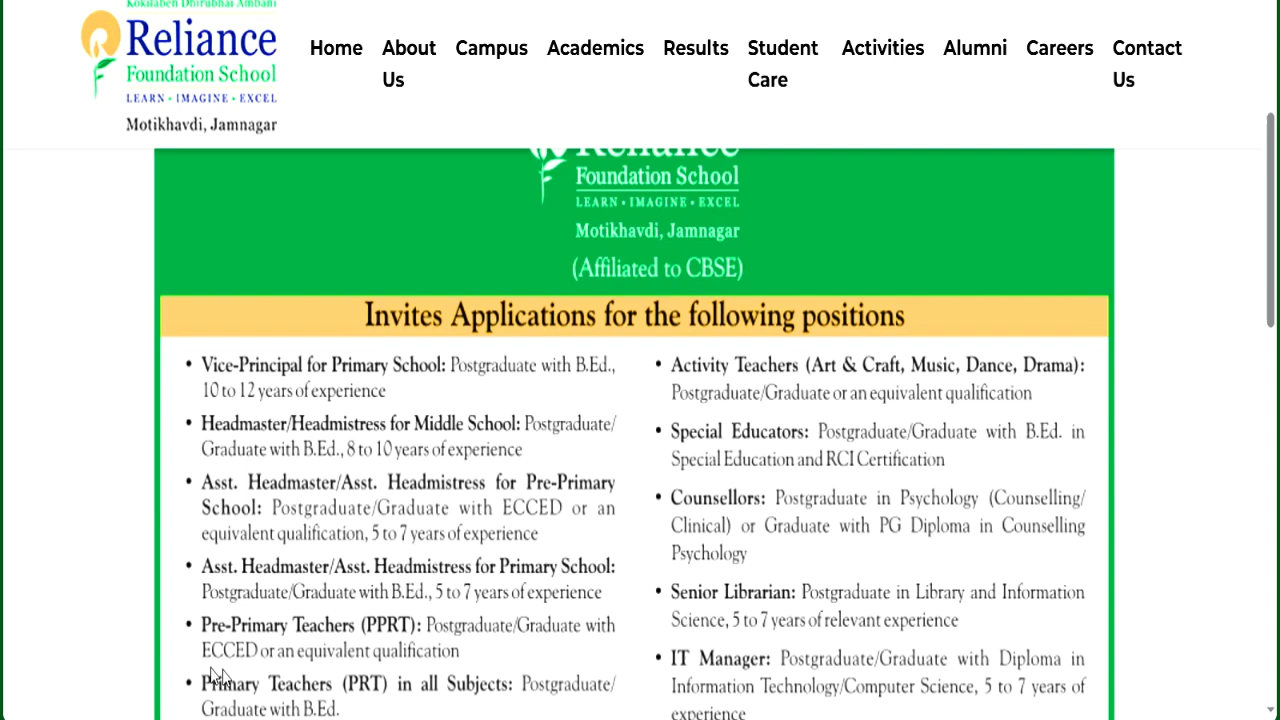 Kokilaben Dhirubhai Ambani
Reliance
Foundation School
LEARN • IMAGINE • EXCEL
Motikhavdi, Jamnagar
Home About Us Campus Academics Results Student Care Activities Alumni Careers Contact Us
Reliance
Foundation School
LEARN • IMAGINE • EXCEL
Motikhavdi, Jamnagar
(Affiliated to CBSE)
Invites Applications for the following positions
• Vice-Principal for Primary School: Postgraduate with B.Ed.,
10 to 12 years of experience
• Headmaster/Headmistress for Middle School: Postgraduate/
Graduate with B.Ed., 8 to 10 years of experience
• Asst. Headmaster/Asst. Headmistress for Pre-Primary
School: Postgraduate/Graduate with ECCED or an
equivalent qualification, 5 to 7 years of experience
• Asst. Headmaster/Asst. Headmistress for Primary School:
Postgraduate/Graduate with B.Ed., 5 to 7 years of experience
• Pre-Primary Teachers (PPRT): Postgraduate/Graduate with
ECCED or an equivalent qualification
• Primary Teachers (PRT) in all Subjects: Postgraduate/
Graduate with B.Ed.
• Activity Teachers (Art & Craft, Music, Dance, Drama):
Postgraduate/Graduate or an equivalent qualification
• Special Educators: Postgraduate/Graduate with B.Ed. in
Special Education and RCI Certification
• Counsellors: Postgraduate in Psychology (Counselling/
Clinical) or Graduate with PG Diploma in Counselling
Psychology
• Senior Librarian: Postgraduate in Library and Information
Science, 5 to 7 years of relevant experience
• IT Manager: Postgraduate/Graduate with Diploma in
Information Technology/Computer Science, 5 to 7 years of
experience